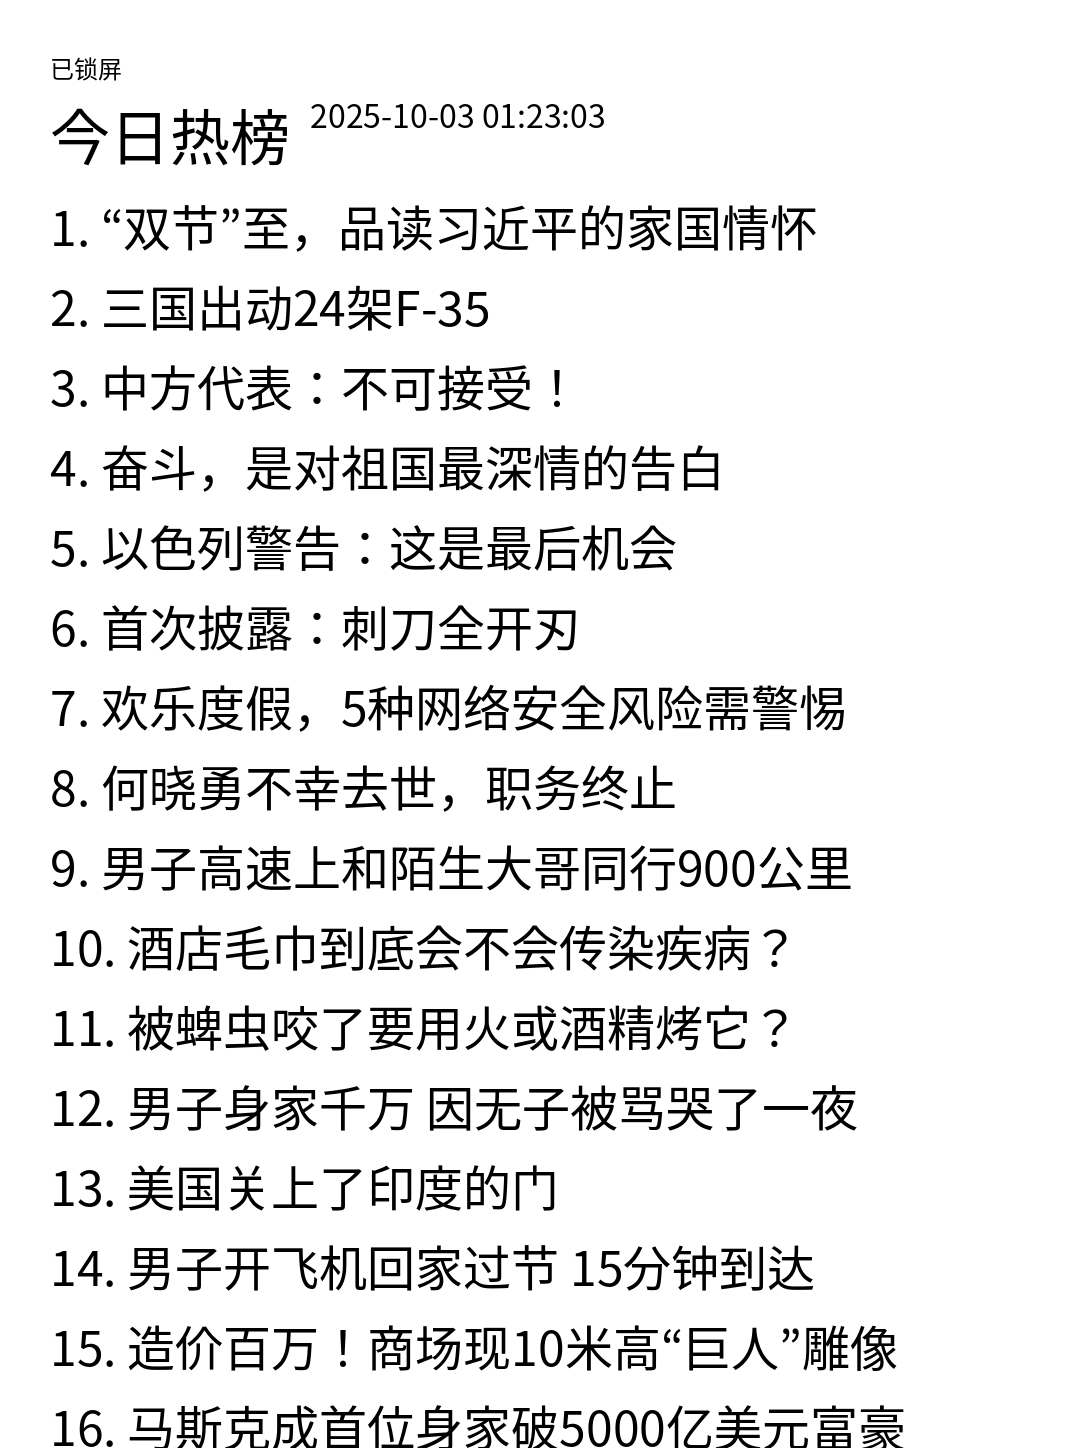 已锁屏
今日热榜 2025-10-03 01:23:03
1. “双节”至，品读习近平的家国情怀
2. 三国出动24架F-35
3. 中方代表：不可接受！
4. 奋斗，是对祖国最深情的告白
5. 以色列警告：这是最后机会
6. 首次披露：刺刀全开刃
7. 欢乐度假，5种网络安全风险需警惕
8. 何晓勇不幸去世，职务终止
9. 男子高速上和陌生大哥同行900公里
10. 酒店毛巾到底会不会传染疾病？
11. 被蜱虫咬了要用火或酒精烤它？
12. 男子身家千万 因无子被骂哭了一夜
13. 美国关上了印度的门
14. 男子开飞机回家过节 15分钟到达
15. 造价百万！商场现10米高“巨人”雕像
16. 马斯克成首位身家破5000亿美元富豪